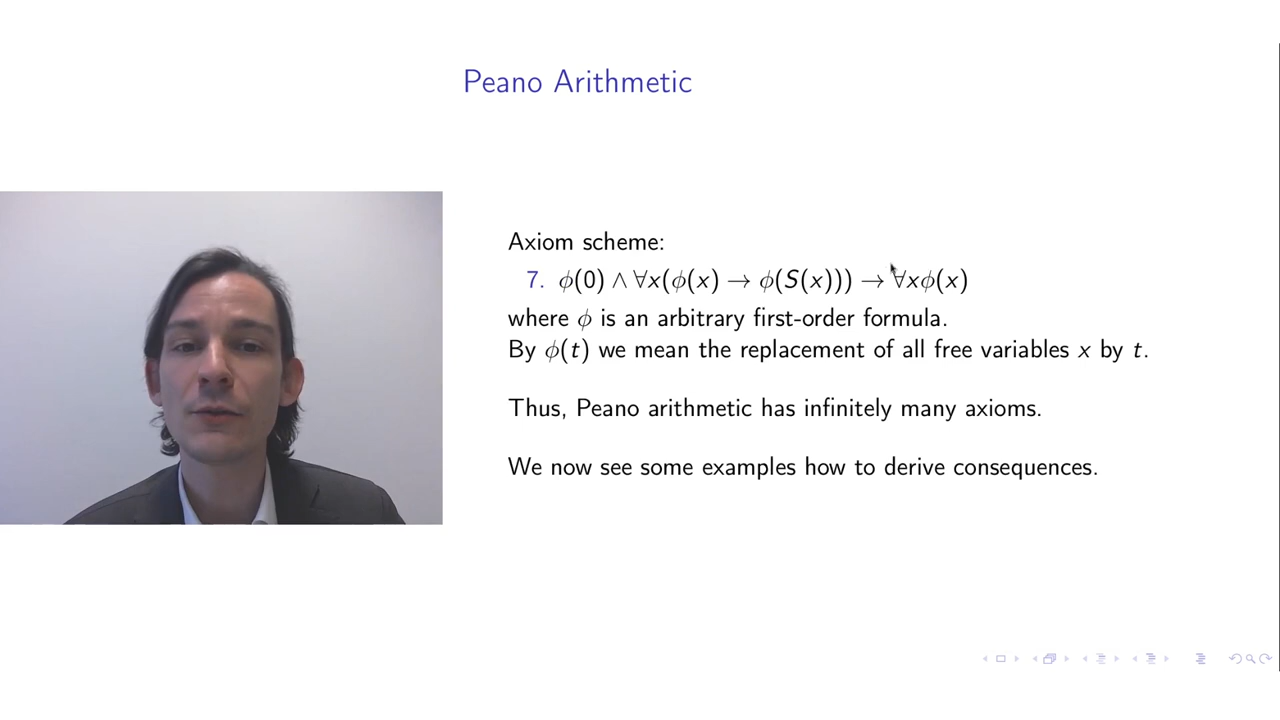 Peano Arithmetic
Axiom scheme:
7. ϕ(0) ∧ ∀x(ϕ(x) → ϕ(S(x))) → ∀xϕ(x)
where ϕ is an arbitrary first-order formula.
By ϕ(t) we mean the replacement of all free variables x by t.
Thus, Peano arithmetic has infinitely many axioms.
We now see some examples how to derive consequences.